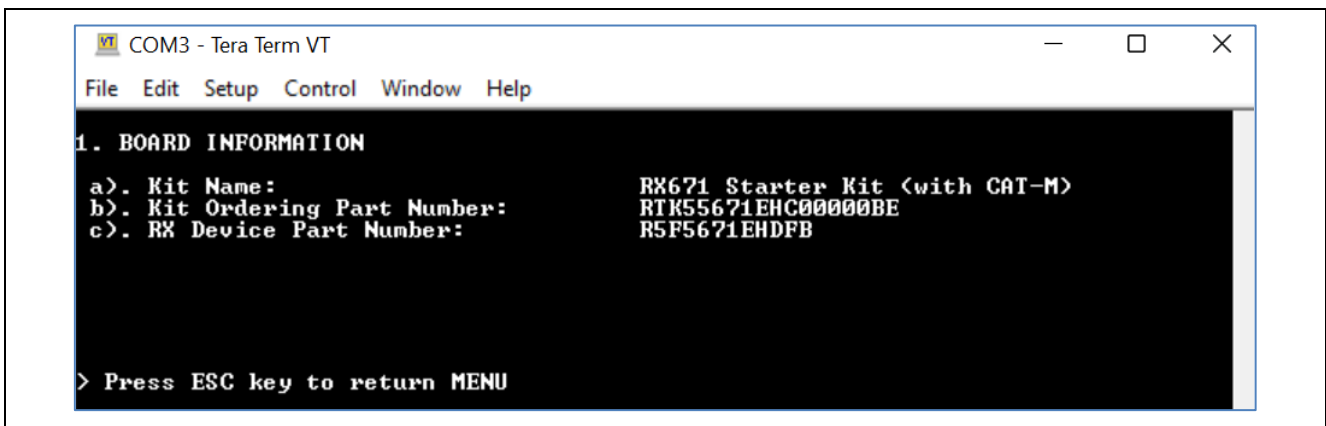 COM3 - Tera Term VT
File Edit Setup Control Window Help
1. BOARD INFORMATION
a). Kit Name: RX671 Starter Kit (with CAT-M)
b). Kit Ordering Part Number: RTK55671EHC00000BE
c). RX Device Part Number: R5F5671EHDFB
> Press ESC key to return MENU